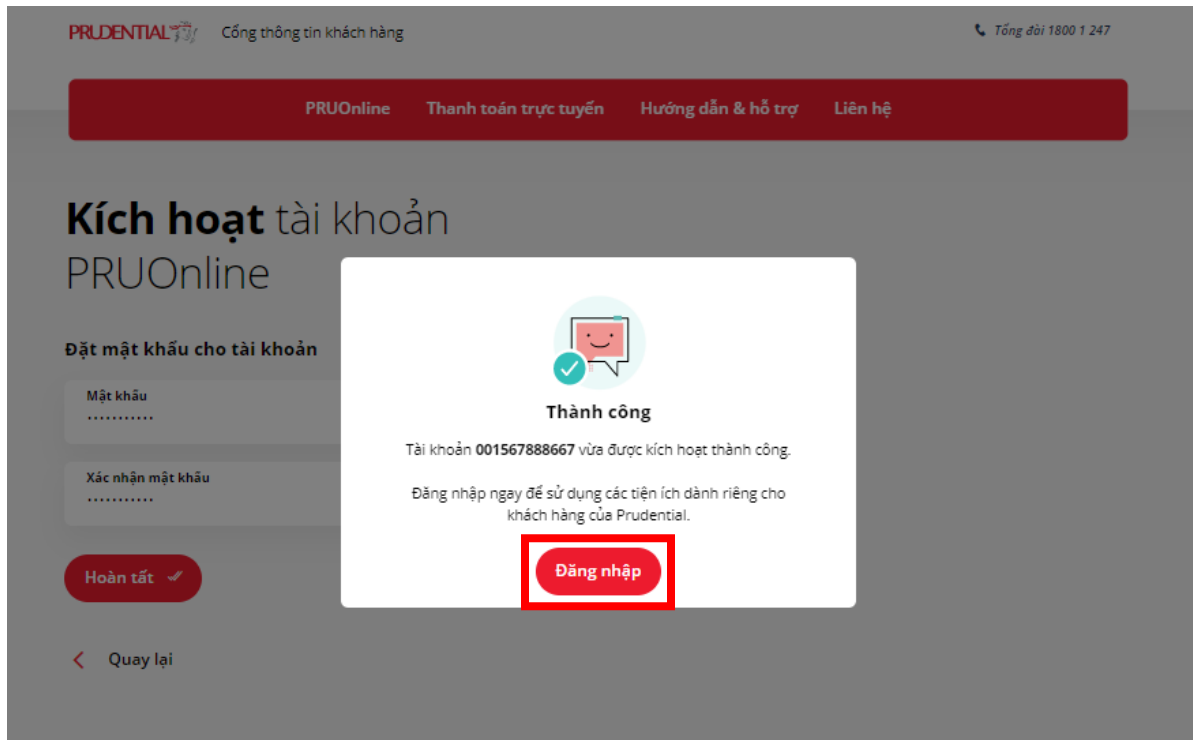 PRUDENTIAL Cổng thông tin khách hàng Tổng đài 1800 1 247
PRUOnline Thanh toán trực tuyến Hướng dẫn & hỗ trợ Liên hệ
Kích hoạt tài khoản
PRUOnline
Đặt mật khẩu cho tài khoản
Mật khẩu
...........
Xác nhận mật khẩu
...........
Hoàn tất
Quay lại
Thành công
Tài khoản 001567888667 vừa được kích hoạt thành công.
Đăng nhập ngay để sử dụng các tiện ích dành riêng cho
khách hàng của Prudential.
Đăng nhập